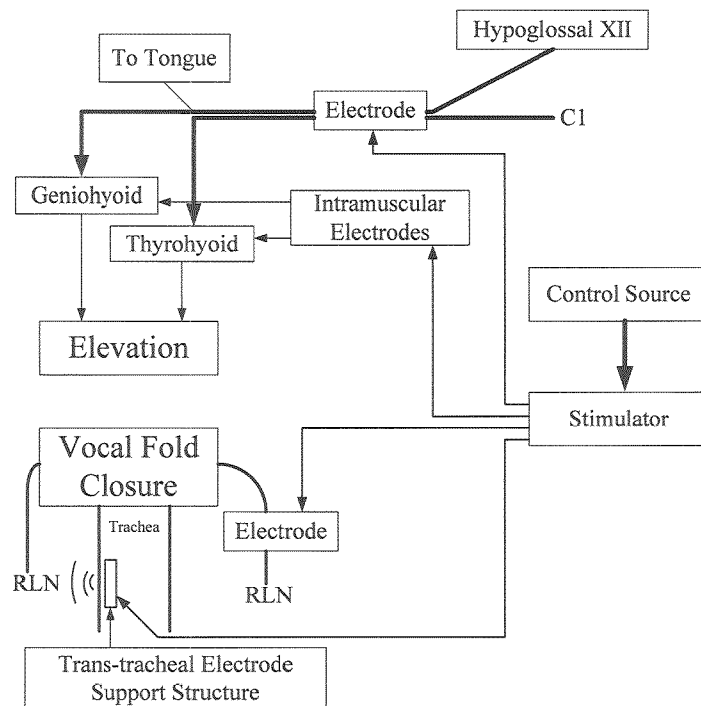 Hypoglossal XII
To Tongue
Electrode
C1
Geniohyoid
Intramuscular
Electrodes
Thyrohyoid
Control Source
Elevation
Stimulator
Vocal Fold
Closure
Trachea
Electrode
RLN
RLN
Trans-tracheal Electrode
Support Structure